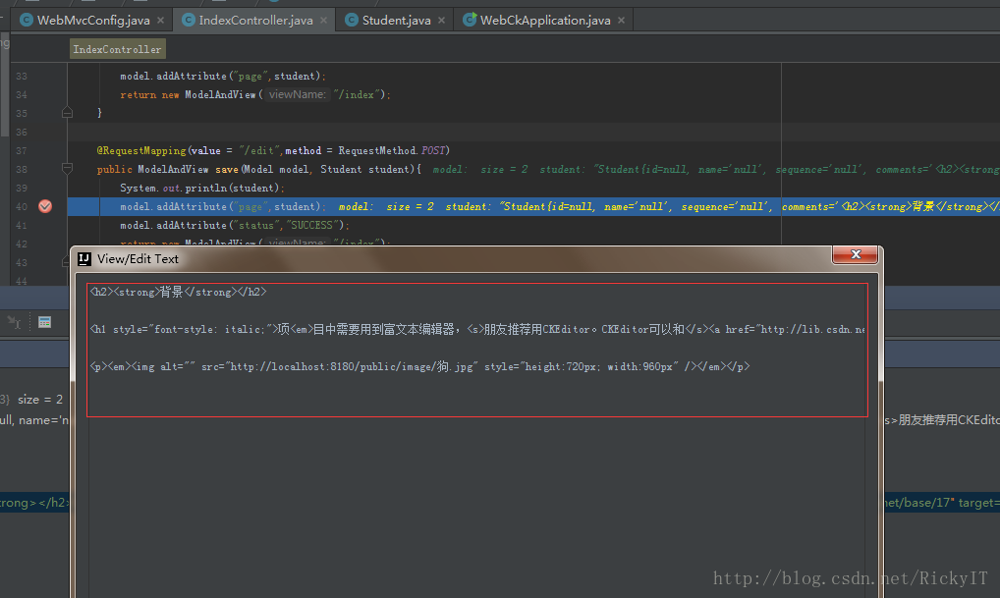 WebMvcConfig.java × IndexController.java × Student.java × WebCkApplication.java ×
IndexController
33 model.addAttribute("page",student);
34 return new ModelAndView( viewName: "/index");
35 }
36
37 @RequestMapping(value = "/edit",method = RequestMethod.POST)
38 public ModelAndView save(Model model, Student student){ model: size = 2 student: "Student{id=null, name='null', sequence='null', comments='<h2><strong
39 System.out.println(student);
40 model.addAttribute("page",student); model: size = 2 student: "Student{id=null, name='null', sequence='null', comments='<h2><strong>背景</strong></
41 model.addAttribute("status","SUCCESS");
42 return new ModelAndView( viewName: "/index");
43
44
View/Edit Text
<h2><strong>背景</strong></h2>
<h1 style="font-style: italic;">项<em>目中需要用到富文本编辑器，<s>朋友推荐用CKEditor。CKEditor可以和</s><a href="http://lib.csdn.ne
<p><em><img alt="" src="http://localhost:8180/public/image/狗.jpg" style="height:720px; width:960px" /></em></p>
3} size = 2
ull, name='n s>朋友推荐用CKEdito
trong></h2> net/base/17" target=
http://blog.csdn.net/RickyIT